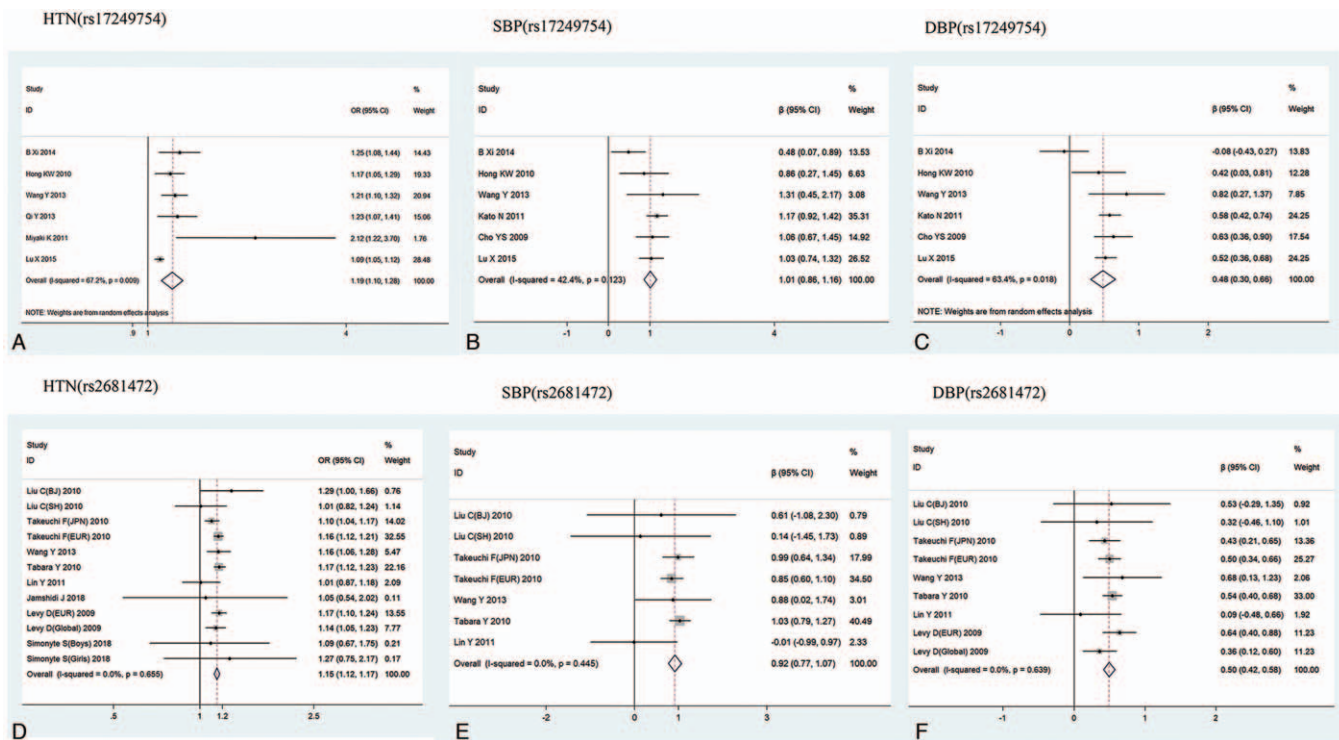 HTN(rs17249754)
Study %
ID OR (95% CI) Weight
B Xi 2014 1.25 (1.08, 1.44) 14.43
Hong KW 2010 1.17 (1.05, 1.29) 19.33
Wang Y 2013 1.21 (1.10, 1.32) 20.94
Qi Y 2013 1.23 (1.07, 1.41) 15.06
Miyaki K 2011 2.12 (1.22, 3.70) 1.76
Lu X 2015 1.09 (1.05, 1.12) 28.48
Overall (I-squared = 67.2%, p = 0.009) 1.19 (1.10, 1.28) 100.00
NOTE: Weights are from random effects analysis
.9 1 4
A
SBP(rs17249754)
Study %
ID β (95% CI) Weight
B Xi 2014 0.48 (0.07, 0.89) 13.53
Hong KW 2010 0.86 (0.27, 1.45) 6.63
Wang Y 2013 1.31 (0.45, 2.17) 3.08
Kato N 2011 1.17 (0.92, 1.42) 35.31
Cho YS 2009 1.06 (0.67, 1.45) 14.92
Lu X 2015 1.03 (0.74, 1.32) 26.52
Overall (I-squared = 42.4%, p = 0.123) 1.01 (0.86, 1.16) 100.00
-1 0 1 4
B
DBP(rs17249754)
Study %
ID β (95% CI) Weight
B Xi 2014 -0.08 (-0.43, 0.27) 13.83
Hong KW 2010 0.42 (0.03, 0.81) 12.28
Wang Y 2013 0.82 (0.27, 1.37) 7.85
Kato N 2011 0.58 (0.42, 0.74) 24.25
Cho YS 2009 0.63 (0.36, 0.90) 17.54
Lu X 2015 0.52 (0.36, 0.68) 24.25
Overall (I-squared = 63.4%, p = 0.018) 0.48 (0.30, 0.66) 100.00
NOTE: Weights are from random effects analysis
-1 0 2
C
HTN(rs2681472)
Study %
ID OR (95% CI) Weight
Liu C(BJ) 2010 1.29 (1.00, 1.66) 0.76
Liu C(SH) 2010 1.01 (0.82, 1.24) 1.14
Takeuchi F(JPN) 2010 1.10 (1.04, 1.17) 14.02
Takeuchi F(EUR) 2010 1.16 (1.12, 1.21) 32.55
Wang Y 2013 1.16 (1.06, 1.28) 5.47
Tabara Y 2010 1.17 (1.12, 1.23) 22.16
Lin Y 2011 1.01 (0.87, 1.18) 2.09
Jamshidi J 2018 1.05 (0.54, 2.02) 0.11
Levy D(EUR) 2009 1.17 (1.10, 1.24) 13.55
Levy D(Global) 2009 1.14 (1.05, 1.23) 7.77
Simonyte S(Boys) 2018 1.09 (0.67, 1.75) 0.21
Simonyte S(Girls) 2018 1.27 (0.75, 2.17) 0.17
Overall (I-squared = 0.0%, p = 0.655) 1.15 (1.12, 1.17) 100.00
.5 1 1.2 2.5
D
SBP(rs2681472)
Study %
ID β (95% CI) Weight
Liu C(BJ) 2010 0.61 (-1.08, 2.30) 0.79
Liu C(SH) 2010 0.14 (-1.45, 1.73) 0.89
Takeuchi F(JPN) 2010 0.99 (0.64, 1.34) 17.99
Takeuchi F(EUR) 2010 0.85 (0.60, 1.10) 34.50
Wang Y 2013 0.88 (0.02, 1.74) 3.01
Tabara Y 2010 1.03 (0.79, 1.27) 40.49
Lin Y 2011 -0.01 (-0.99, 0.97) 2.33
Overall (I-squared = 0.0%, p = 0.445) 0.92 (0.77, 1.07) 100.00
-2 0 1 3
E
DBP(rs2681472)
Study %
ID β (95% CI) Weight
Liu C(BJ) 2010 0.53 (-0.29, 1.35) 0.92
Liu C(SH) 2010 0.32 (-0.46, 1.10) 1.01
Takeuchi F(JPN) 2010 0.43 (0.21, 0.65) 13.36
Takeuchi F(EUR) 2010 0.50 (0.34, 0.66) 25.27
Wang Y 2013 0.68 (0.13, 1.23) 2.06
Tabara Y 2010 0.54 (0.40, 0.68) 33.00
Lin Y 2011 0.09 (-0.48, 0.66) 1.92
Levy D(EUR) 2009 0.64 (0.40, 0.88) 11.23
Levy D(Global) 2009 0.36 (0.12, 0.60) 11.23
Overall (I-squared = 0.0%, p = 0.639) 0.50 (0.42, 0.58) 100.00
-1 0 2
F